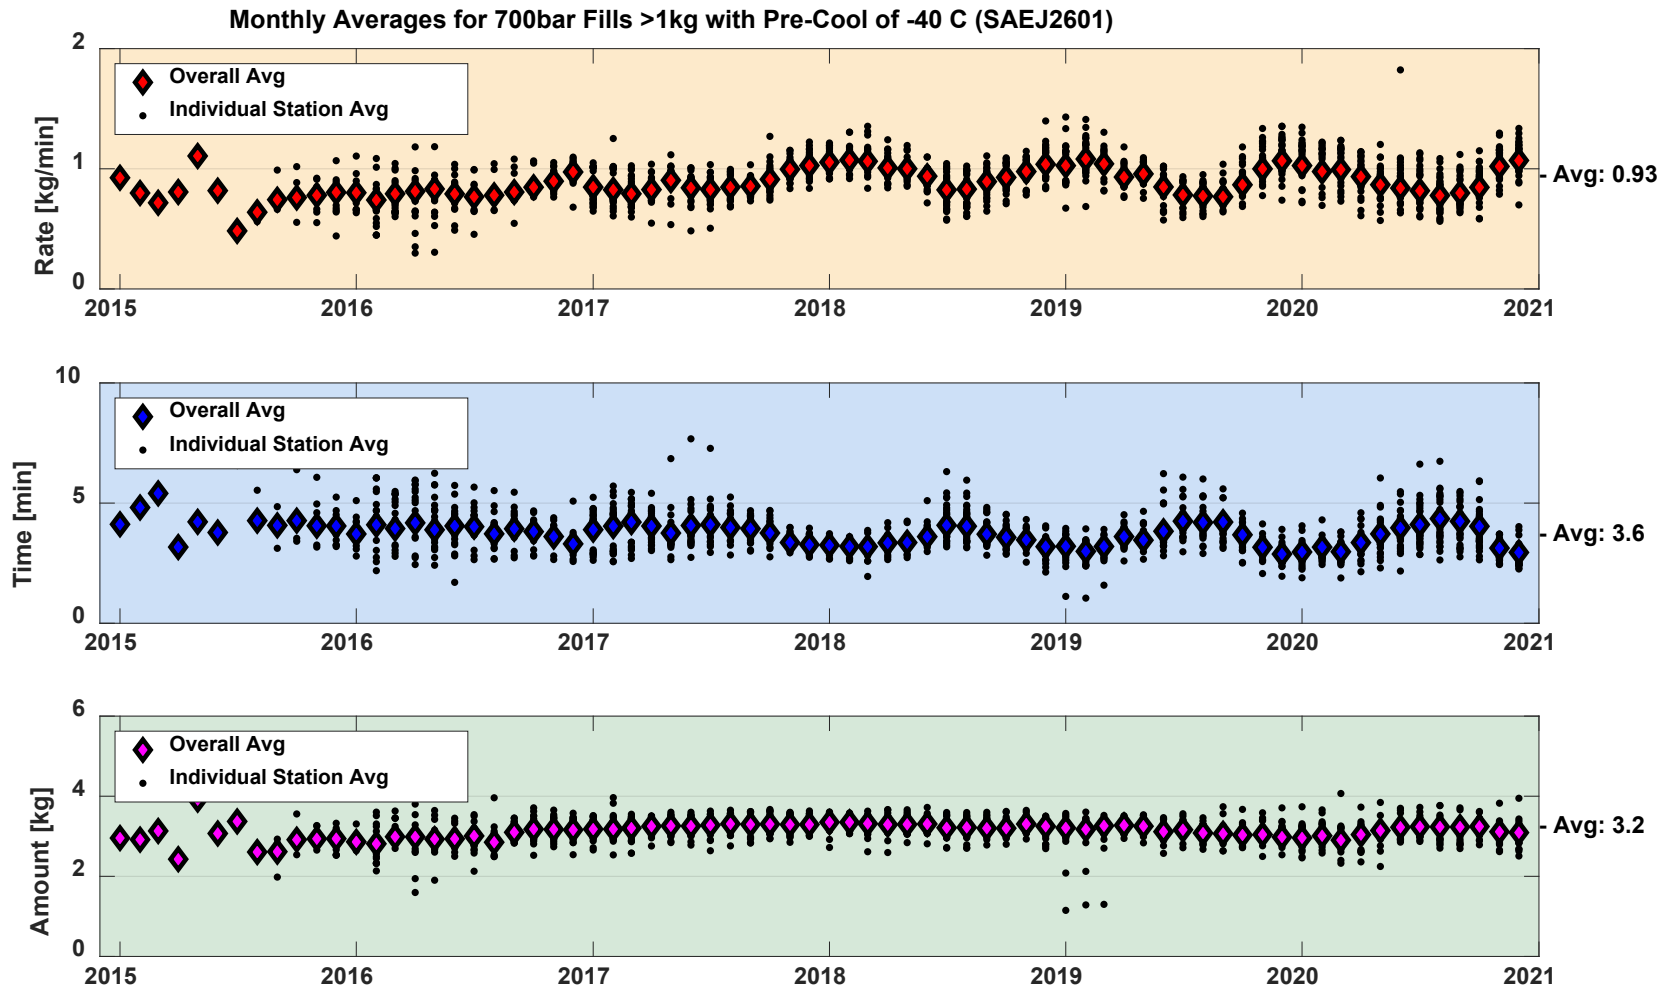 Monthly Averages for 700bar Fills >1kg with Pre-Cool of -40 C (SAEJ2601)
2
1
0
Rate [kg/min]
Overall Avg
Individual Station Avg
Avg: 0.93
2015 2016 2017 2018 2019 2020 2021
10
5
0
Time [min]
Overall Avg
Individual Station Avg
Avg: 3.6
2015 2016 2017 2018 2019 2020 2021
6
4
2
0
Amount [kg]
Overall Avg
Individual Station Avg
Avg: 3.2
2015 2016 2017 2018 2019 2020 2021